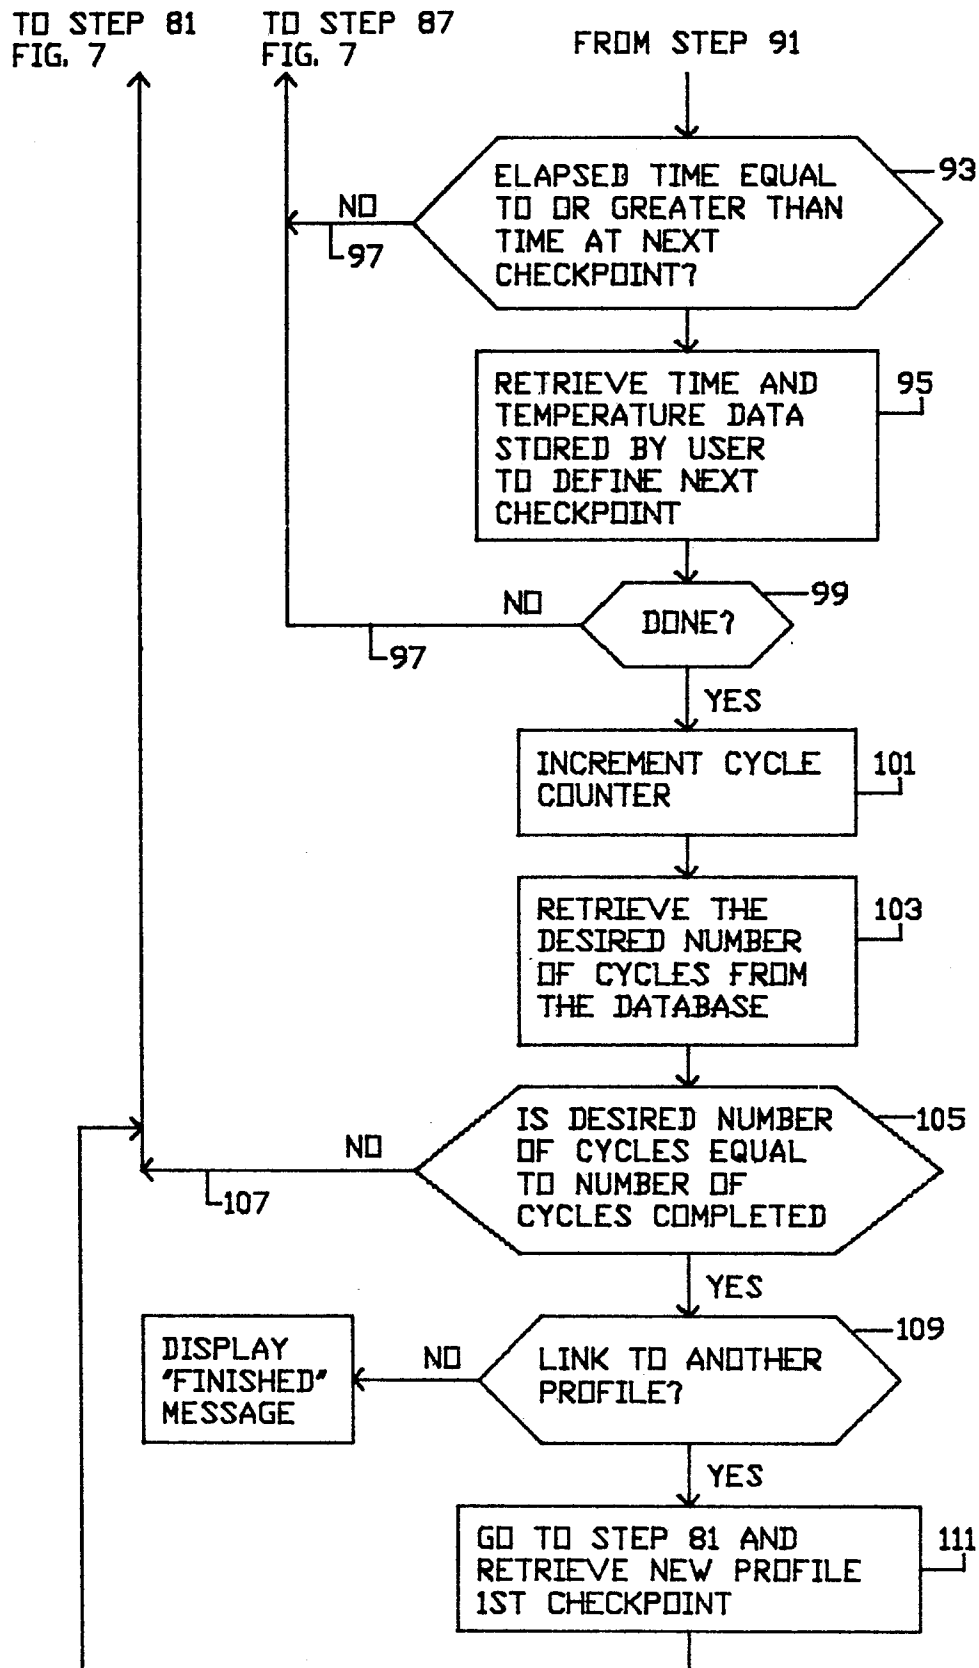 TO STEP 81
FIG. 7
TO STEP 87
FIG. 7
FROM STEP 91
ELAPSED TIME EQUAL
TO OR GREATER THAN
TIME AT NEXT
CHECKPOINT?
93
NO
97
RETRIEVE TIME AND
TEMPERATURE DATA
STORED BY USER
TO DEFINE NEXT
CHECKPOINT
95
DONE?
99
NO
97
YES
INCREMENT CYCLE
COUNTER
101
RETRIEVE THE
DESIRED NUMBER
OF CYCLES FROM
THE DATABASE
103
IS DESIRED NUMBER
OF CYCLES EQUAL
TO NUMBER OF
CYCLES COMPLETED
105
NO
107
YES
LINK TO ANOTHER
PROFILE?
109
NO
DISPLAY
"FINISHED"
MESSAGE
YES
GO TO STEP 81 AND
RETRIEVE NEW PROFILE
1ST CHECKPOINT
111